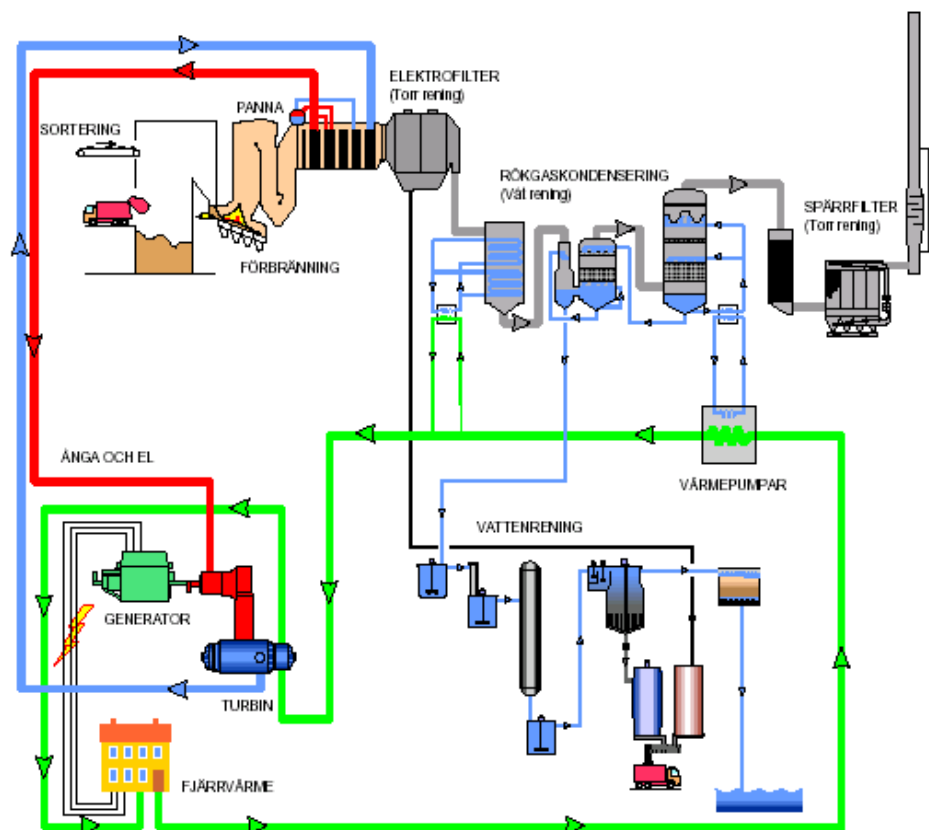 ELEKTROFILTER
(Torr rening)
PANNA
SORTERING
RÖKGASKONDENSERING
(Våt rening)
SPÄRRFILTER
(Torr rening)
FÖRBRÄNNING
ÅNGA OCH EL
VÄRMEPUMPAR
VATTENRENING
GENERATOR
TURBIN
FJÄRRVÄRME